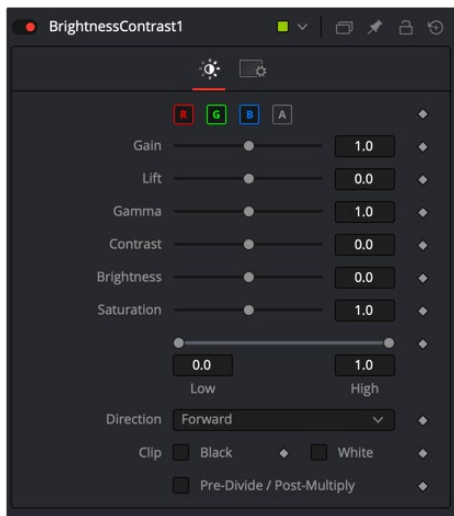 BrightnessContrast1
R G B A
Gain 1.0
Lift 0.0
Gamma 1.0
Contrast 0.0
Brightness 0.0
Saturation 1.0
0.0 1.0
Low High
Direction Forward
Clip Black White
Pre-Divide / Post-Multiply